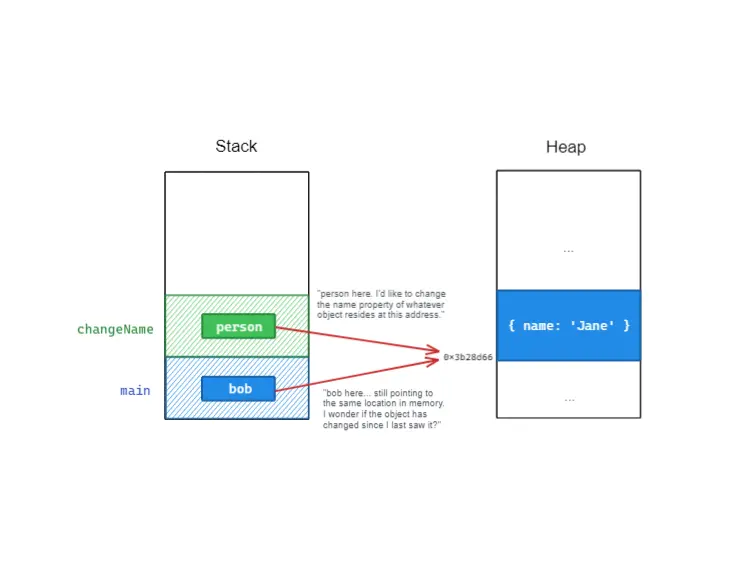 Stack
Heap
...
"person here. I'd like to change
the name property of whatever
object resides at this address."
changeName
person
{ name: 'Jane' }
0×3b28d66
main
bob
"bob here... still pointing to
the same location in memory.
I wonder if the object has
changed since I last saw it?"
...